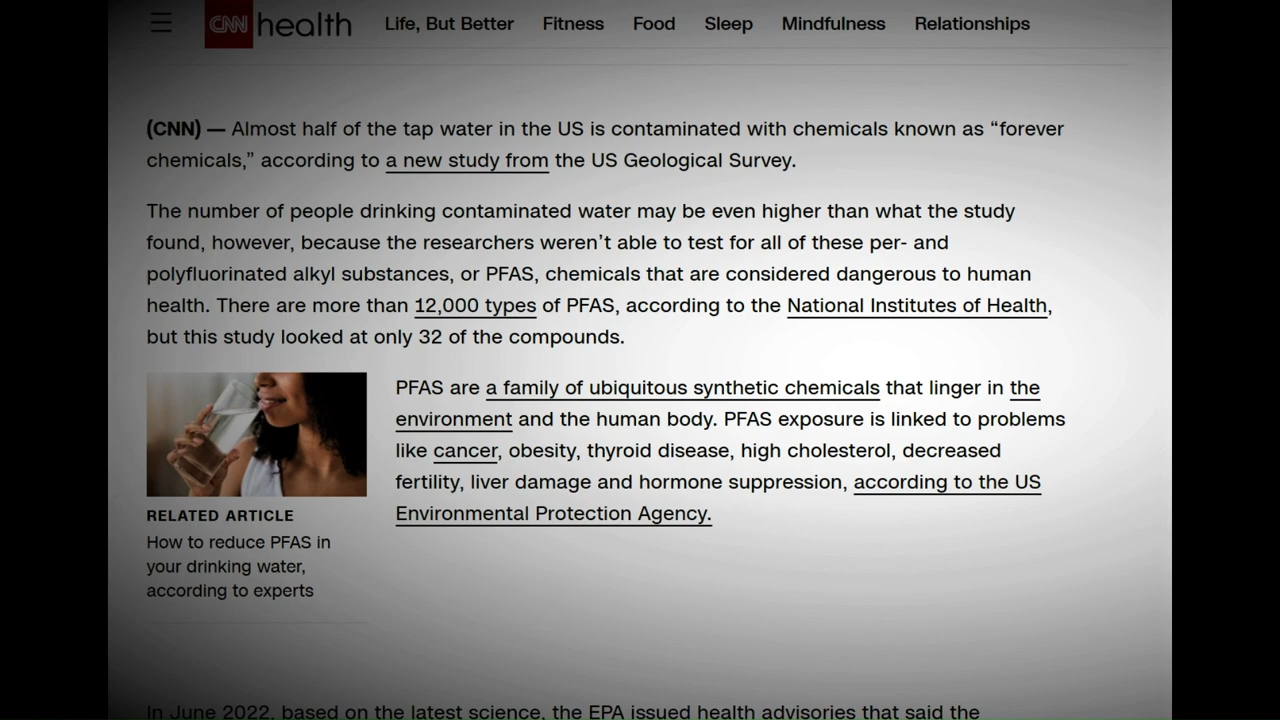 CNN health Life, But Better Fitness Food Sleep Mindfulness Relationships
(CNN) — Almost half of the tap water in the US is contaminated with chemicals known as “forever
chemicals,” according to a new study from the US Geological Survey.
The number of people drinking contaminated water may be even higher than what the study
found, however, because the researchers weren’t able to test for all of these per- and
polyfluorinated alkyl substances, or PFAS, chemicals that are considered dangerous to human
health. There are more than 12,000 types of PFAS, according to the National Institutes of Health,
but this study looked at only 32 of the compounds.
PFAS are a family of ubiquitous synthetic chemicals that linger in the
environment and the human body. PFAS exposure is linked to problems
like cancer, obesity, thyroid disease, high cholesterol, decreased
fertility, liver damage and hormone suppression, according to the US
Environmental Protection Agency.
RELATED ARTICLE
How to reduce PFAS in
your drinking water,
according to experts
In June 2022, based on the latest science, the EPA issued health advisories that said the